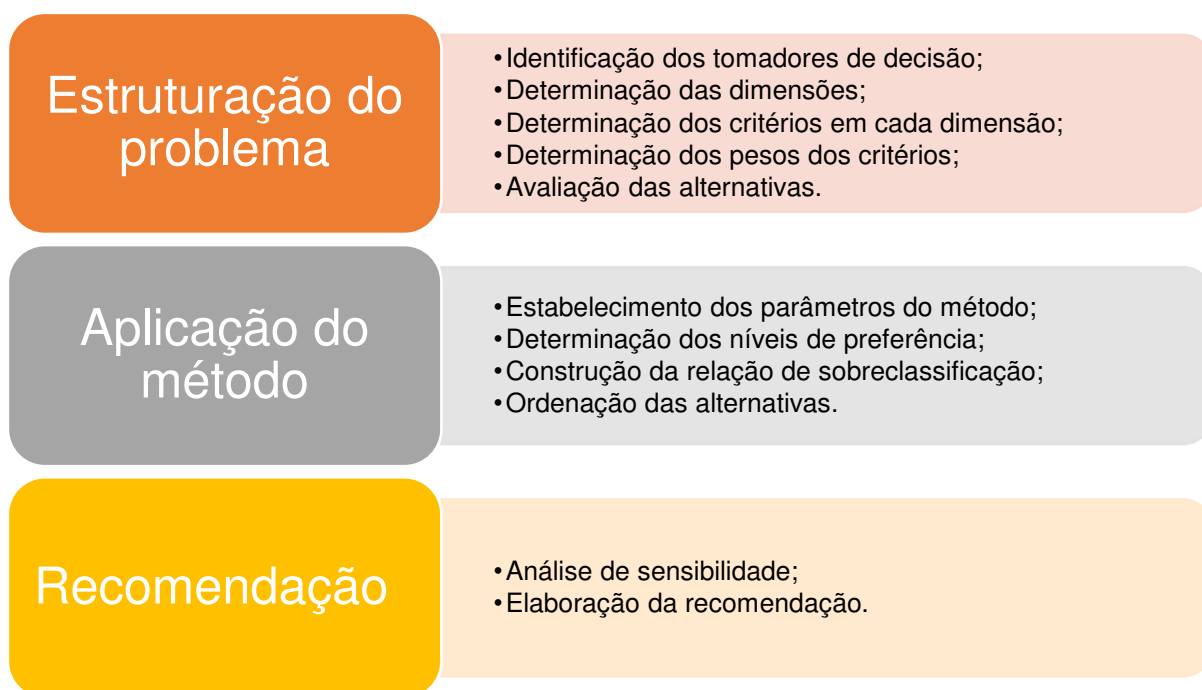 Estruturação do
problema
•Identificação dos tomadores de decisão;
•Determinação das dimensões;
•Determinação dos critérios em cada dimensão;
•Determinação dos pesos dos critérios;
•Avaliação das alternativas.
Aplicação do
método
•Estabelecimento dos parâmetros do método;
•Determinação dos níveis de preferência;
•Construção da relação de sobreclassificação;
•Ordenação das alternativas.
Recomendação
•Análise de sensibilidade;
•Elaboração da recomendação.